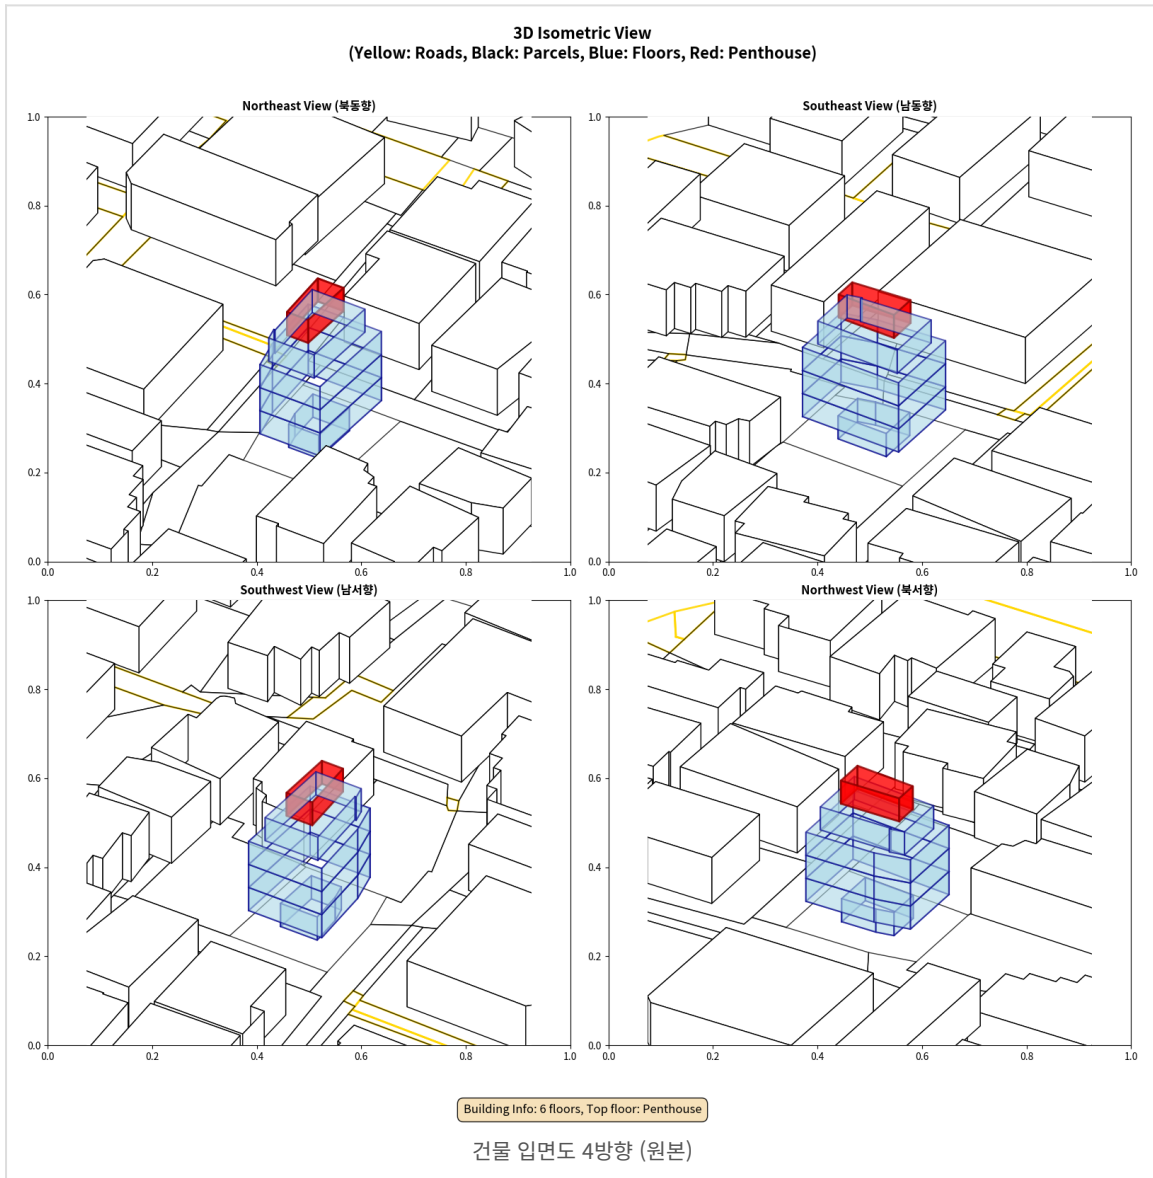 3D Isometric View
(Yellow: Roads, Black: Parcels, Blue: Floors, Red: Penthouse)
Northeast View (북동향)
1.0
0.8
0.6
0.4
0.2
0.0
0.0 0.2 0.4 0.6 0.8 1.0
Southeast View (남동향)
1.0
0.8
0.6
0.4
0.2
0.0
0.0 0.2 0.4 0.6 0.8 1.0
Southwest View (남서향)
1.0
0.8
0.6
0.4
0.2
0.0
0.0 0.2 0.4 0.6 0.8 1.0
Northwest View (북서향)
1.0
0.8
0.6
0.4
0.2
0.0
0.0 0.2 0.4 0.6 0.8 1.0
Building Info: 6 floors, Top floor: Penthouse
건물 입면도 4방향 (원본)